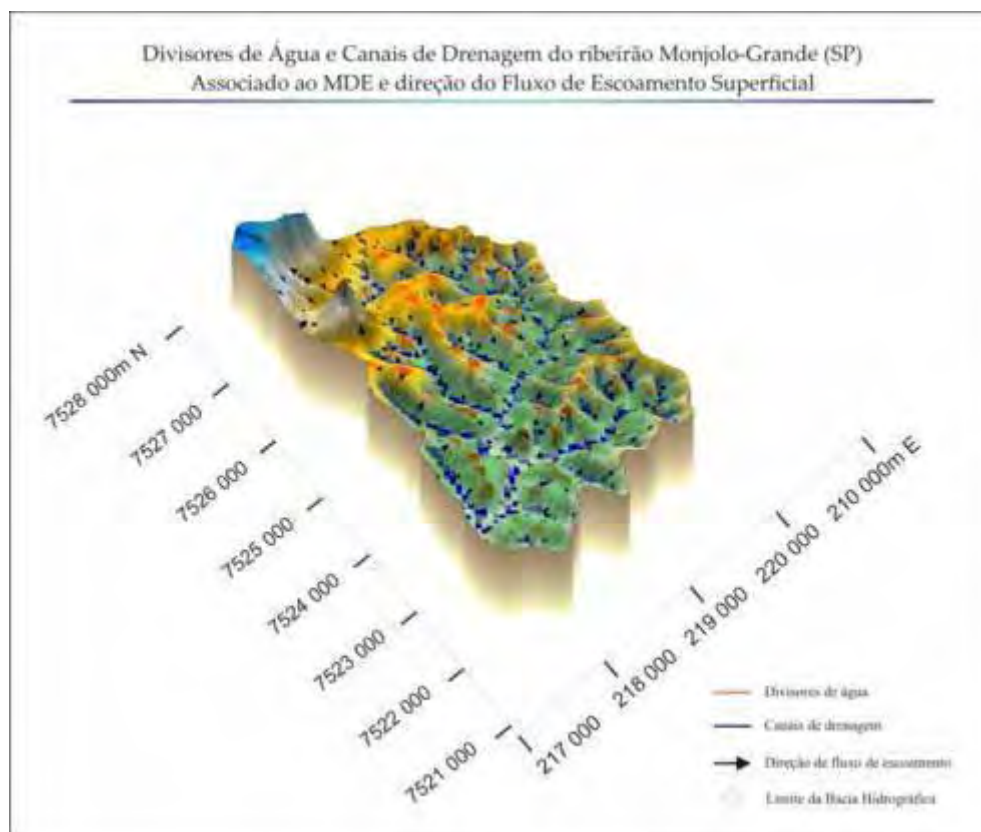 Divisores de Água e Canais de Drenagem do ribeirão Monjolo-Grande (SP)
Associado ao MDE e direção do Fluxo de Escoamento Superficial
7528 000m N
7527 000
7526 000
7525 000
7524 000
7523 000
7522 000
7521 000
217 000
218 000
219 000
220 000
210 000m E
Divisores de água
Canais de drenagem
Direção de fluxo de escoamento
Limite da Bacia Hidrográfica